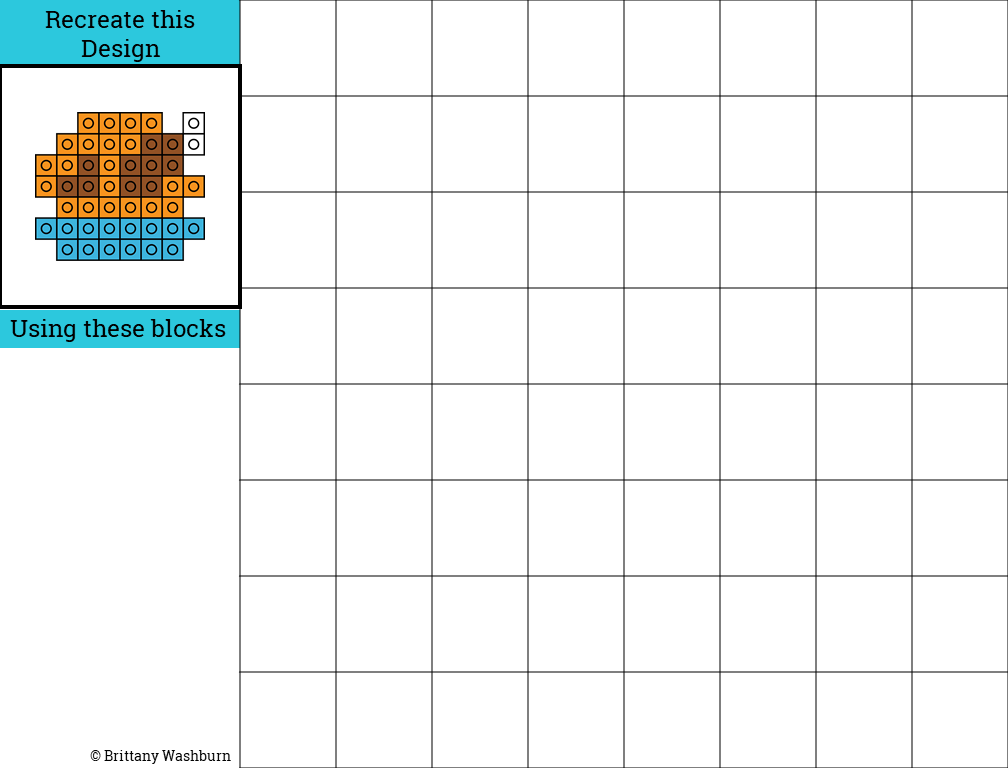 Recreate this
Design
Using these blocks
© Brittany Washburn